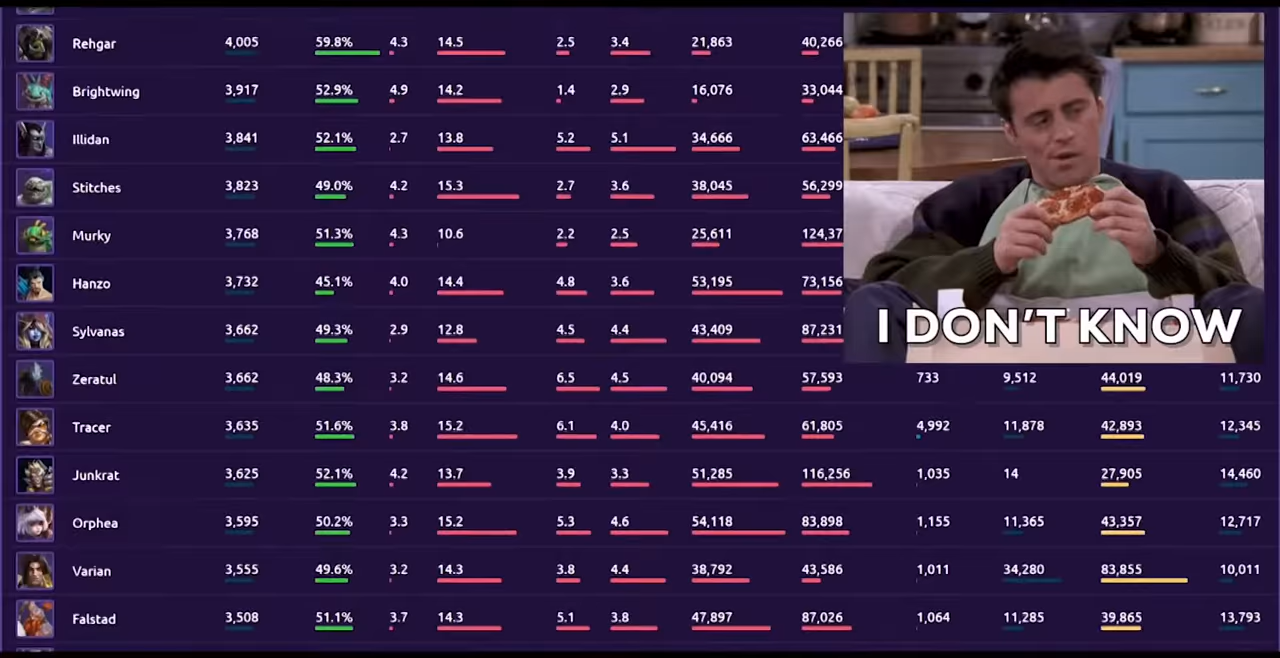 Rehgar 4,005 59.8% 4.3 14.5 2.5 3.4 21,863 40,266
Brightwing 3,917 52.9% 4.9 14.2 1.4 2.9 16,076 33,044
Illidan 3,841 52.1% 2.7 13.8 5.2 5.1 34,666 63,466
Stitches 3,823 49.0% 4.2 15.3 2.7 3.6 38,045 56,299
Murky 3,768 51.3% 4.3 10.6 2.2 2.5 25,611 124,37
Hanzo 3,732 45.1% 4.0 14.4 4.8 3.6 53,195 73,156
Sylvanas 3,662 49.3% 2.9 12.8 4.5 4.4 43,409 87,231
I DON'T KNOW
Zeratul 3,662 48.3% 3.2 14.6 6.5 4.5 40,094 57,593 733 9,512 44,019 11,730
Tracer 3,635 51.6% 3.8 15.2 6.1 4.0 45,416 61,805 4,992 11,878 42,893 12,345
Junkrat 3,625 52.1% 4.2 13.7 3.9 3.3 51,285 116,256 1,035 14 27,905 14,460
Orphea 3,595 50.2% 3.3 15.2 5.3 4.6 54,118 83,898 1,155 11,365 43,357 12,717
Varian 3,555 49.6% 3.2 14.3 3.8 4.4 38,792 43,586 1,011 34,280 83,855 10,011
Falstad 3,508 51.1% 3.7 14.3 5.1 3.8 47,897 87,026 1,064 11,285 39,865 13,793